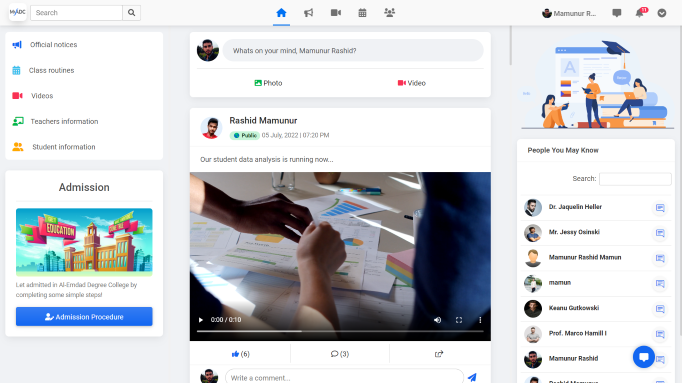 MyADC
Search
Mamunur R...
Official notices
Class routines
Videos
Teachers information
Student information
Admission
EDUCATION
Let admitted in Al-Emdad Degree College by
completing some simple steps!
Admission Procedure
Whats on your mind, Mamunur Rashid?
Photo
Video
Rashid Mamunur
Public
05 July, 2022 | 07:20 PM
Our student data analysis is running now...
0:00 / 0:10
(6)
(3)
Write a comment...
People You May Know
Search:
Dr. Jaquelin Heller
Mr. Jessy Osinski
Mamunur Rashid Mamun
mamun
Keanu Gutkowski
Prof. Marco Hamill I
Mamunur Rashid